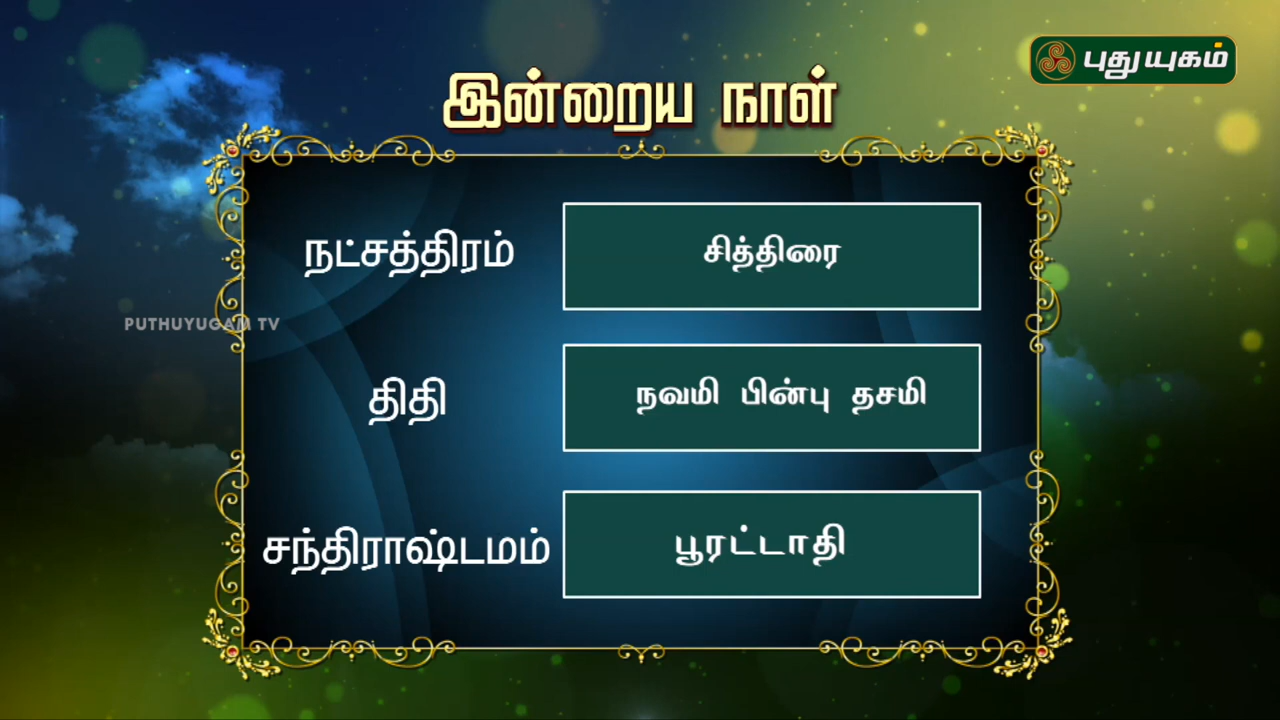 புதுயுகம்
இன்றைய நாள்
நட்சத்திரம் சித்திரை
PUTHUYUGAM TV
திதி நவமி பின்பு தசமி
சந்திராஷ்டமம் பூரட்டாதி